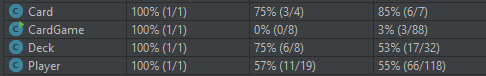 Card 100% (1/1) 75% (3/4) 85% (6/7)
CardGame 100% (1/1) 0% (0/8) 3% (3/88)
Deck 100% (1/1) 75% (6/8) 53% (17/32)
Player 100% (1/1) 57% (11/19) 55% (66/118)